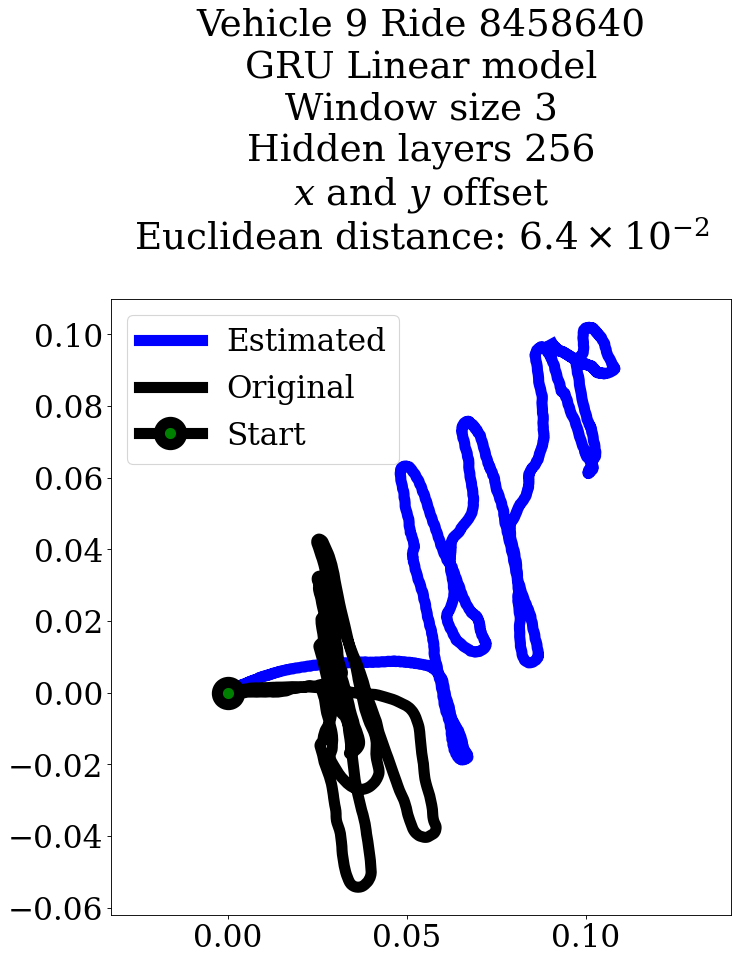 Vehicle 9 Ride 8458640
GRU Linear model
Window size 3
Hidden layers 256
x and y offset
Euclidean distance: 6.4 × 10⁻²
Estimated
Original
Start
0.10
0.08
0.06
0.04
0.02
0.00
−0.02
−0.04
−0.06
0.00 0.05 0.10